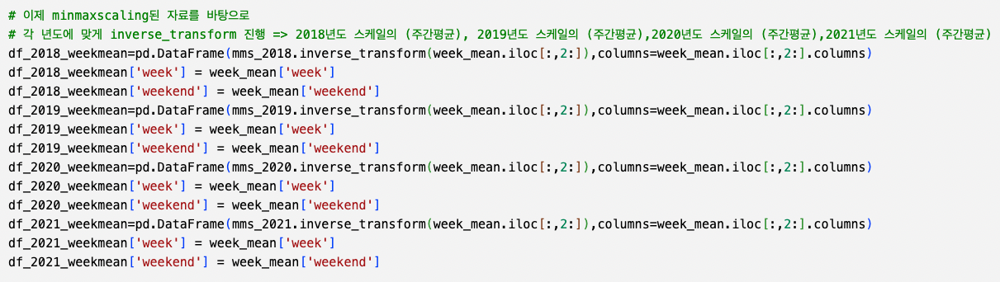 # 이제 minmaxscaling된 자료를 바탕으로
# 각 년도에 맞게 inverse_transform 진행 => 2018년도 스케일의 (주간평균), 2019년도 스케일의 (주간평균),2020년도 스케일의 (주간평균),2021년도 스케일의 (주간평균)
df_2018_weekmean=pd.DataFrame(mms_2018.inverse_transform(week_mean.iloc[:,2:]),columns=week_mean.iloc[:,2:].columns)
df_2018_weekmean['week'] = week_mean['week']
df_2018_weekmean['weekend'] = week_mean['weekend']
df_2019_weekmean=pd.DataFrame(mms_2019.inverse_transform(week_mean.iloc[:,2:]),columns=week_mean.iloc[:,2:].columns)
df_2019_weekmean['week'] = week_mean['week']
df_2019_weekmean['weekend'] = week_mean['weekend']
df_2020_weekmean=pd.DataFrame(mms_2020.inverse_transform(week_mean.iloc[:,2:]),columns=week_mean.iloc[:,2:].columns)
df_2020_weekmean['week'] = week_mean['week']
df_2020_weekmean['weekend'] = week_mean['weekend']
df_2021_weekmean=pd.DataFrame(mms_2021.inverse_transform(week_mean.iloc[:,2:]),columns=week_mean.iloc[:,2:].columns)
df_2021_weekmean['week'] = week_mean['week']
df_2021_weekmean['weekend'] = week_mean['weekend']